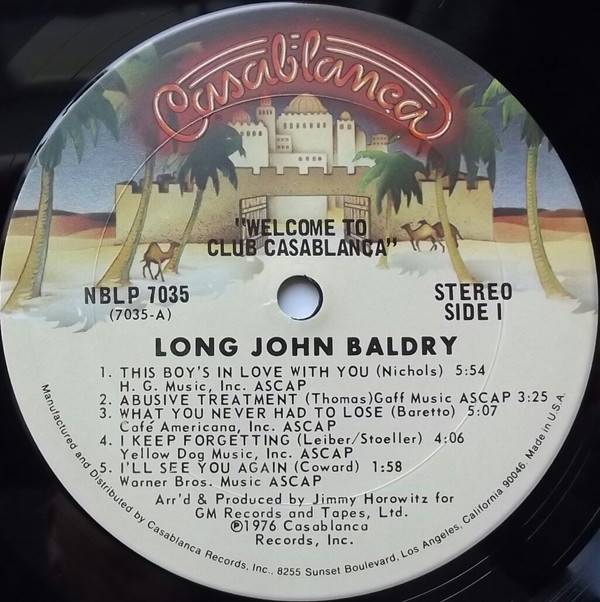 Casablanca
"WELCOME TO
CLUB CASABLANCA"
NBLP 7035
(7035-A)
STEREO
SIDE I
LONG JOHN BALDRY
1. THIS BOY'S IN LOVE WITH YOU (Nichols) 5:54
H. G. Music, Inc. ASCAP
2. ABUSIVE TREATMENT (Thomas)Gaff Music ASCAP 3:25
3. WHAT YOU NEVER HAD TO LOSE (Baretto) 5:07
Café Americana, Inc. ASCAP
4. I KEEP FORGETTING (Leiber/Stoeller) 4:06
Yellow Dog Music, Inc. ASCAP
5. I'LL SEE YOU AGAIN (Coward) 1:58
Warner Bros. Music ASCAP
Arr'd & Produced by Jimmy Horowitz for
GM Records and Tapes, Ltd.
℗1976 Casablanca
Records, Inc.
Manufactured and Distributed by Casablanca Records, Inc., 8255 Sunset Boulevard, Los Angeles, California 90046. Made in U.S.A.